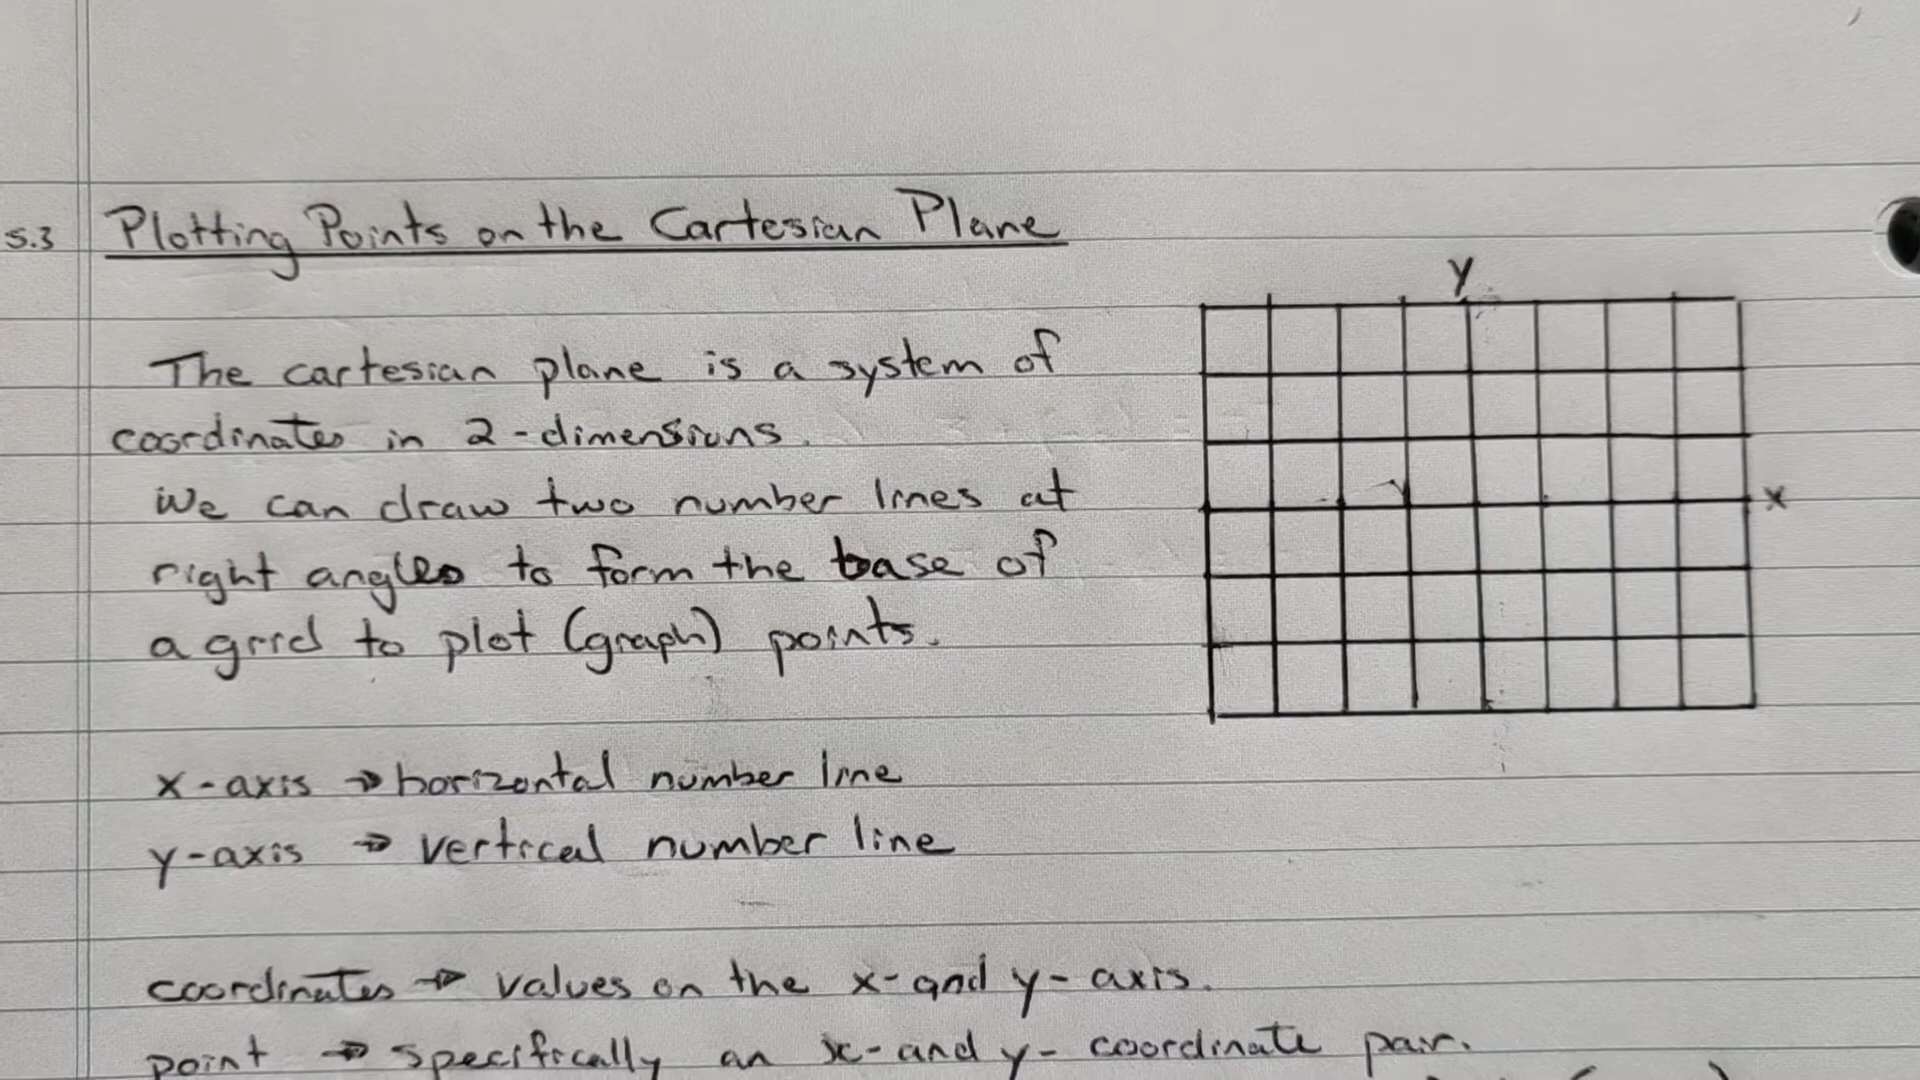 5.3 Plotting Points on the Cartesian Plane
y
The cartesian plane is a system of
coordinates in 2-dimensions.
We can draw two number lines at
x
right angles to form the base of
a grid to plot (graph) points.
x-axis → horizontal number line
y-axis → vertical number line
coordinates → values on the x- and y-axis.
point → specifically an x- and y- coordinate pair.